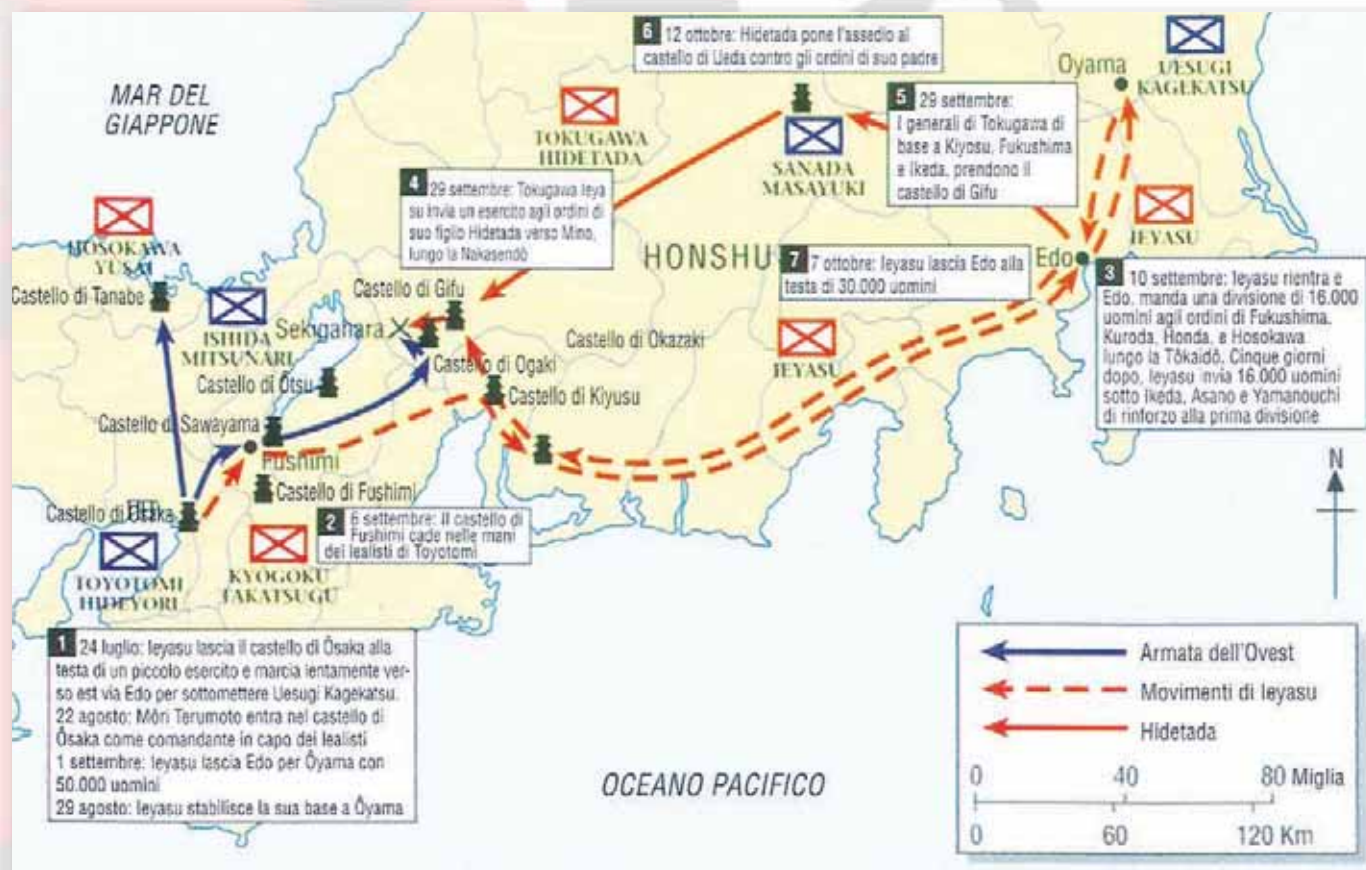 MAR DEL
GIAPPONE
6 12 ottobre: Hidetada pone l'assedio al
castello di Ueda contro gli ordini di suo padre
Oyama
UESUGI
KAGEKATSU
TOKUGAWA
HIDETADA
SANADA
MASAYUKI
5 29 settembre:
I generali di Tokugawa di
base a Kiyosu, Fukushima
e Ikeda, prendono il
castello di Gifu
4 29 settembre: Tokugawa Ieya
su invia un esercito agli ordini di
suo figlio Hidetada verso Mino,
lungo la Nakasendô
HOSOKAWA
YUSAI
Castello di Tanabe
ISHIDA
MITSUNARI
HONSHU
7 7 ottobre: Ieyasu lascia Edo alla
testa di 30.000 uomini
Edo
IEYASU
3 10 settembre: Ieyasu rientra e
Edo, manda una divisione di 16.000
uomini agli ordini di Fukushima,
Kuroda, Honda, e Hosokawa
lungo la Tôkaidô. Cinque giorni
dopo, Ieyasu invia 16.000 uomini
sotto Ikeda, Asano e Yamanouchi
di rinforzo alla prima divisione
Castello di Gifu
Sekigahara
Castello di Ogaki
Castello di Okazaki
IEYASU
Castello di Ôtsu
Castello di Kiyusu
Castello di Sawayama
Fushimi
Castello di Fushimi
Castello di Osaka
2 6 settembre: Il castello di
Fushimi cade nelle mani
dei lealisti di Toyotomi
TOYOTOMI
HIDEYORI
KYOGOKU
TAKATSUGU
1 24 luglio: Ieyasu lascia il castello di Ôsaka alla
testa di un piccolo esercito e marcia lentamente ver-
so est via Edo per sottomettere Uesugi Kagekatsu.
22 agosto: Môri Terumoto entra nel castello di
Ôsaka come comandante in capo dei lealisti
1 settembre: Ieyasu lascia Edo per Ôyama con
50.000 uomini
29 agosto: Ieyasu stabilisce la sua base a Ôyama
OCEANO PACIFICO
N
Armata dell'Ovest
Movimenti di Ieyasu
Hidetada
0 40 80 Miglia
0 60 120 Km